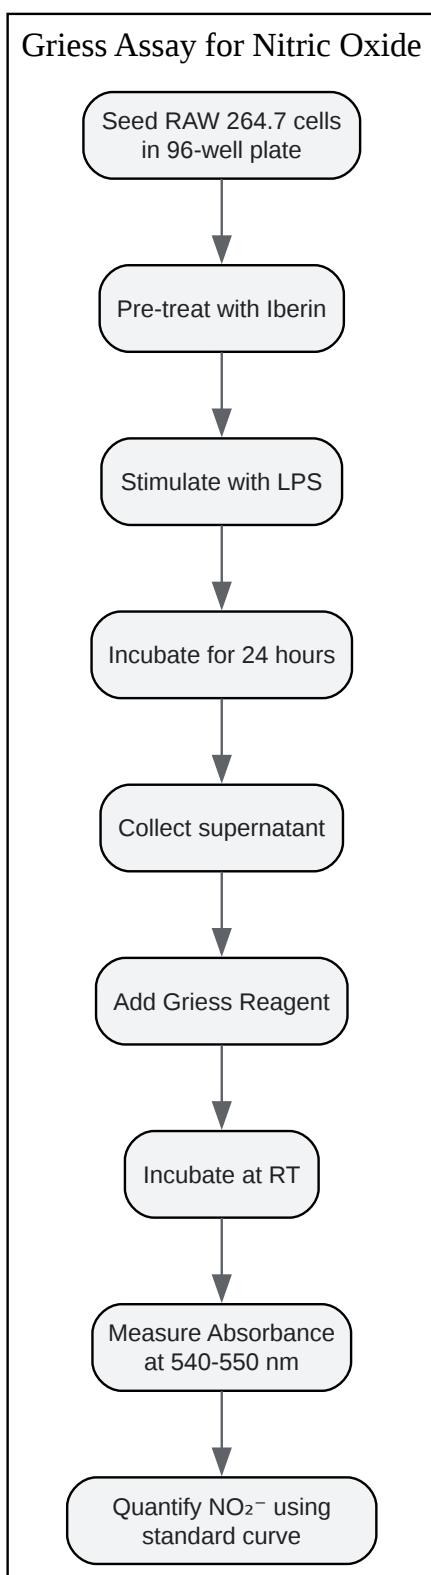 Griess Assay for Nitric Oxide
Seed RAW 264.7 cells
in 96-well plate
Pre-treat with Iberin
Stimulate with LPS
Incubate for 24 hours
Collect supernatant
Add Griess Reagent
Incubate at RT
Measure Absorbance
at 540-550 nm
Quantify NO₂⁻ using
standard curve